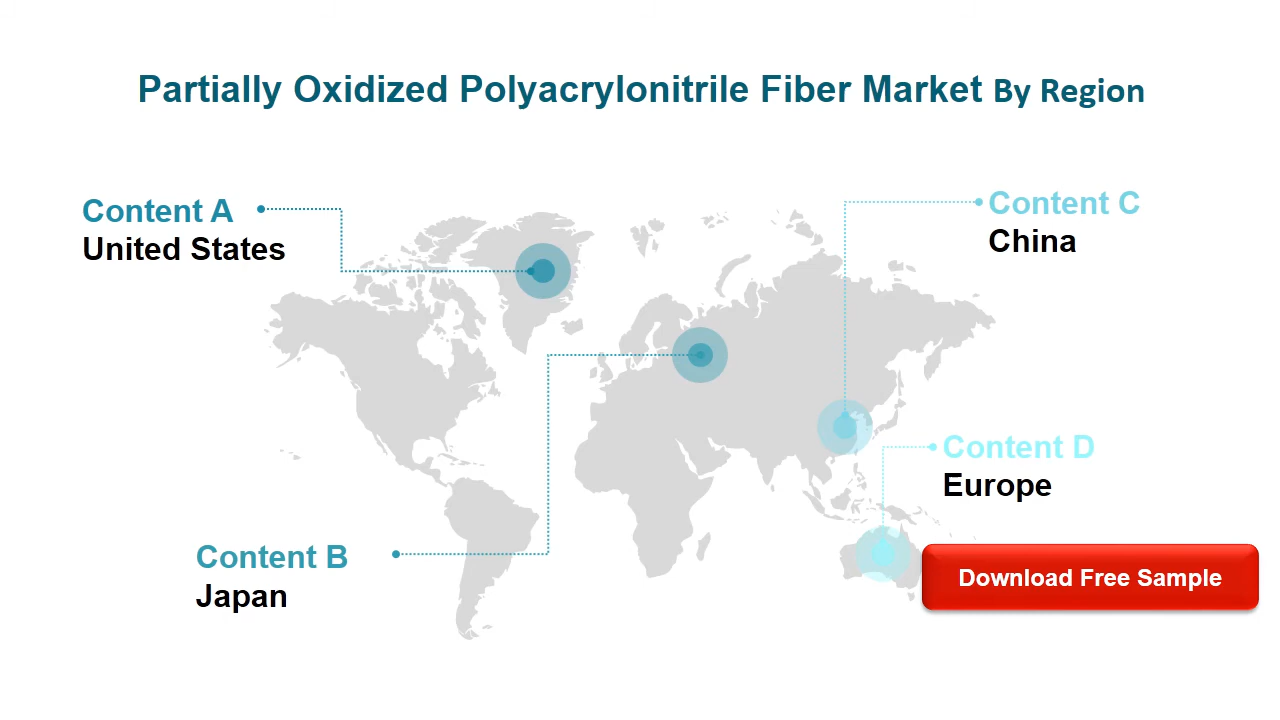 Partially Oxidized Polyacrylonitrile Fiber Market By Region
Content A
United States
Content C
China
Content D
Europe
Content B
Japan
Download Free Sample